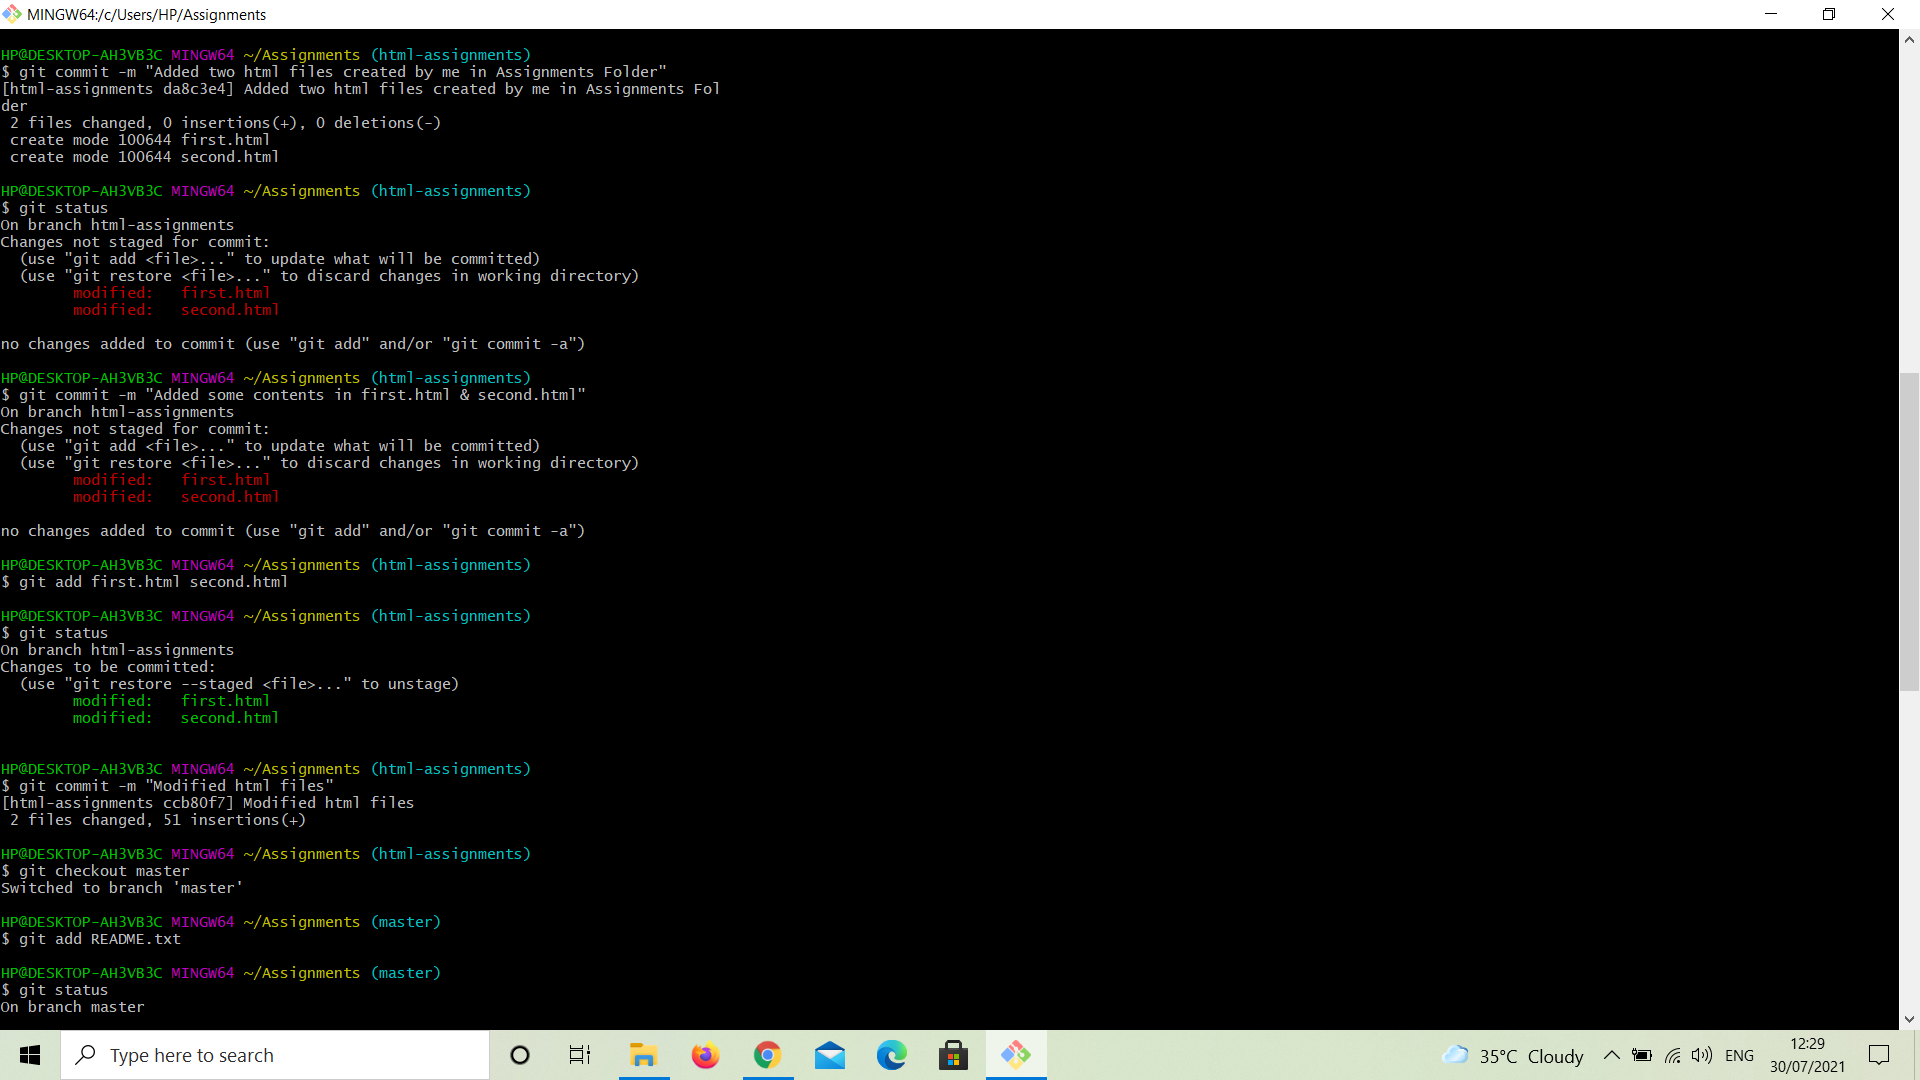 MINGW64:/c/Users/HP/Assignments
HP@DESKTOP-AH3VB3C MINGW64 ~/Assignments (html-assignments)
$ git commit -m "Added two html files created by me in Assignments Folder"
[html-assignments da8c3e4] Added two html files created by me in Assignments Fol
der
 2 files changed, 0 insertions(+), 0 deletions(-)
 create mode 100644 first.html
 create mode 100644 second.html
HP@DESKTOP-AH3VB3C MINGW64 ~/Assignments (html-assignments)
$ git status
On branch html-assignments
Changes not staged for commit:
  (use "git add <file>..." to update what will be committed)
  (use "git restore <file>..." to discard changes in working directory)
        modified:   first.html
        modified:   second.html
no changes added to commit (use "git add" and/or "git commit -a")
HP@DESKTOP-AH3VB3C MINGW64 ~/Assignments (html-assignments)
$ git commit -m "Added some contents in first.html & second.html"
On branch html-assignments
Changes not staged for commit:
  (use "git add <file>..." to update what will be committed)
  (use "git restore <file>..." to discard changes in working directory)
        modified:   first.html
        modified:   second.html
no changes added to commit (use "git add" and/or "git commit -a")
HP@DESKTOP-AH3VB3C MINGW64 ~/Assignments (html-assignments)
$ git add first.html second.html
HP@DESKTOP-AH3VB3C MINGW64 ~/Assignments (html-assignments)
$ git status
On branch html-assignments
Changes to be committed:
  (use "git restore --staged <file>..." to unstage)
        modified:   first.html
        modified:   second.html
HP@DESKTOP-AH3VB3C MINGW64 ~/Assignments (html-assignments)
$ git commit -m "Modified html files"
[html-assignments ccb80f7] Modified html files
 2 files changed, 51 insertions(+)
HP@DESKTOP-AH3VB3C MINGW64 ~/Assignments (html-assignments)
$ git checkout master
Switched to branch 'master'
HP@DESKTOP-AH3VB3C MINGW64 ~/Assignments (master)
$ git add README.txt
HP@DESKTOP-AH3VB3C MINGW64 ~/Assignments (master)
$ git status
On branch master
Type here to search
35°C Cloudy
ENG
12:29
30/07/2021